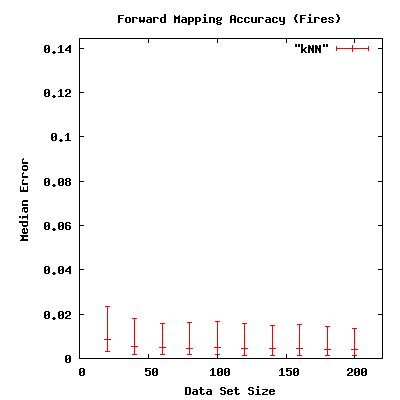 Forward Mapping Accuracy (Fires)
"kNN"
0.14
0.12
0.1
0.08
0.06
0.04
0.02
0
Median Error
0 50 100 150 200
Data Set Size